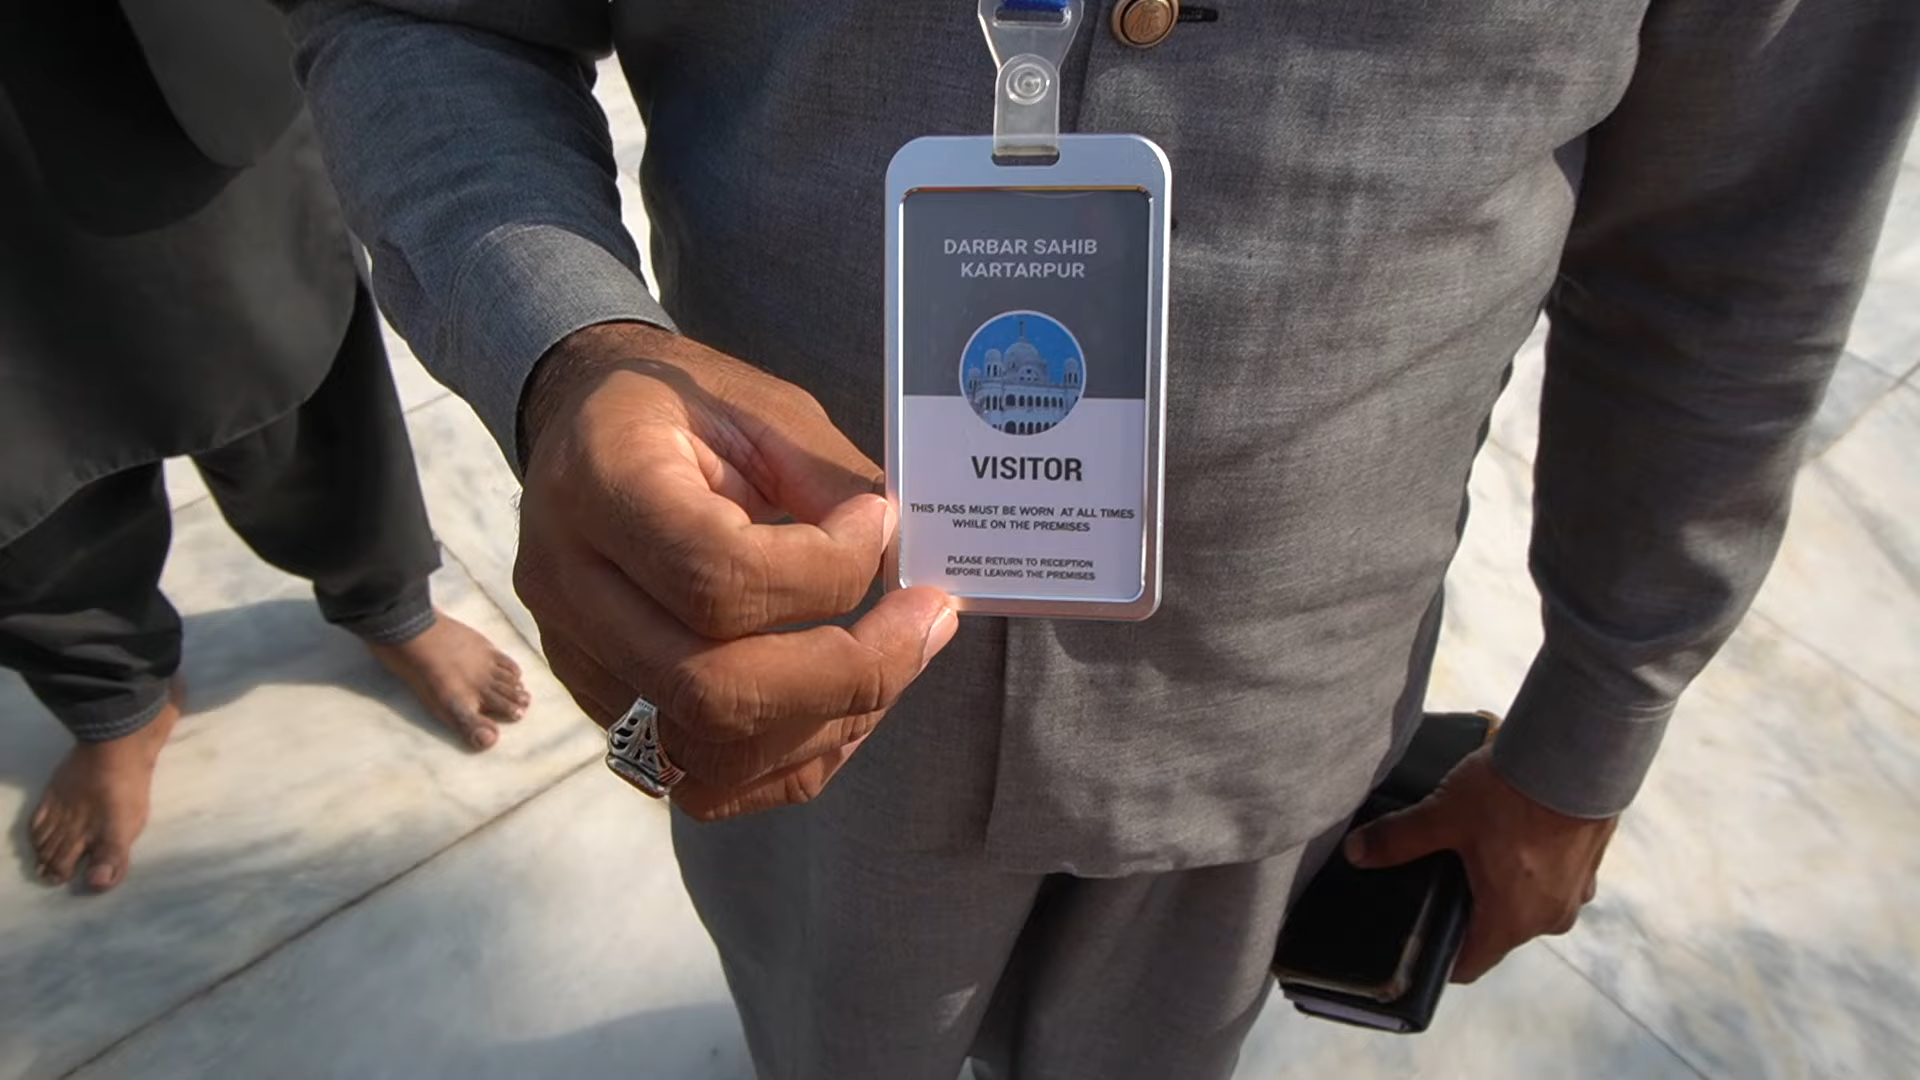 DARBAR SAHIB
KARTARPUR
VISITOR
THIS PASS MUST BE WORN AT ALL TIMES
WHILE ON THE PREMISES
PLEASE RETURN TO RECEPTION
BEFORE LEAVING THE PREMISES